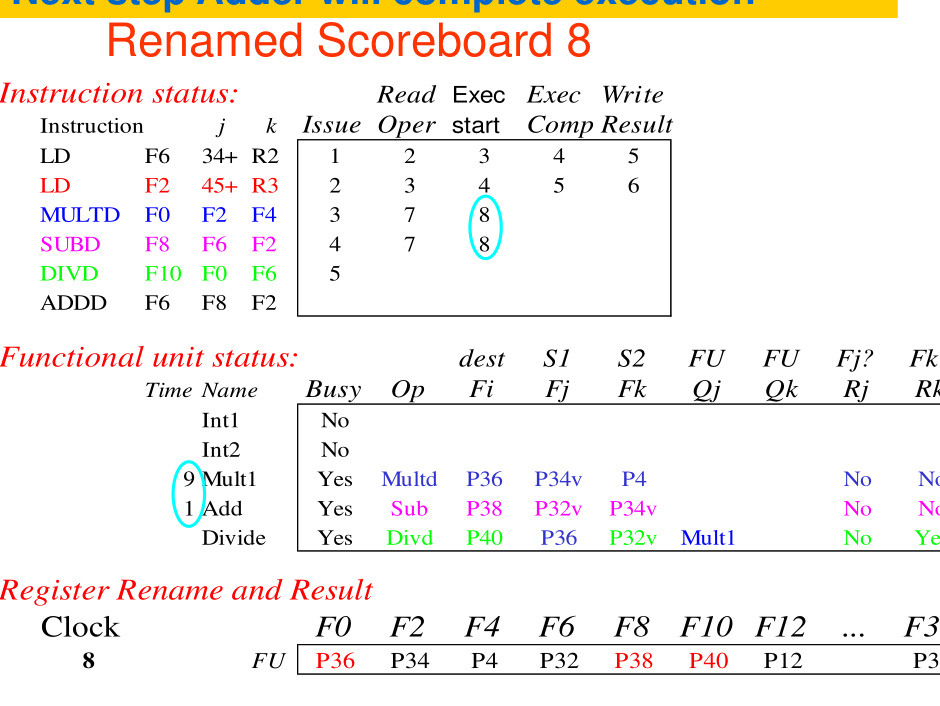 Next step Adder will complete execution
Renamed Scoreboard 8
Instruction status: Read Exec Exec Write
Instruction j k Issue Oper start Comp Result
LD F6 34+ R2 1 2 3 4 5
LD F2 45+ R3 2 3 4 5 6
MULTD F0 F2 F4 3 7 8
SUBD F8 F6 F2 4 7 8
DIVD F10 F0 F6 5
ADDD F6 F8 F2
Functional unit status: dest S1 S2 FU FU Fj? Fk
Time Name Busy Op Fi Fj Fk Qj Qk Rj Rk
Int1 No
Int2 No
9 Mult1 Yes Multd P36 P34v P4 No No
1 Add Yes Sub P38 P32v P34v No No
Divide Yes Divd P40 P36 P32v Mult1 No Ye
Register Rename and Result
Clock F0 F2 F4 F6 F8 F10 F12 ... F3
8 FU P36 P34 P4 P32 P38 P40 P12 P3